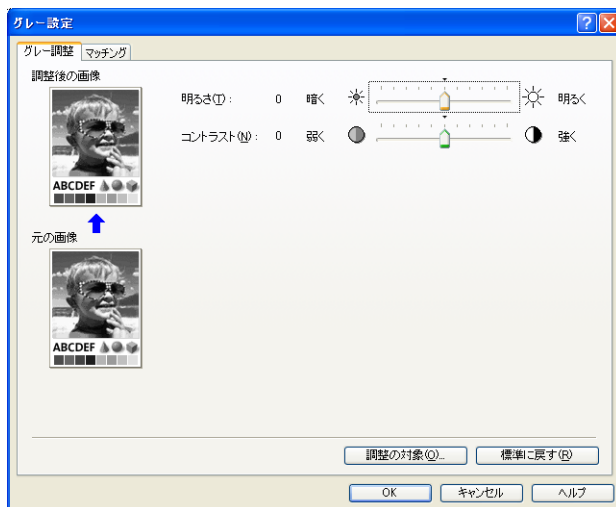 グレー設定
グレー調整 マッチング
調整後の画像
明るさ(T): 0 暗く 明るく
コントラスト(N): 0 弱く 強く
ABCDEF
元の画像
ABCDEF
調整の対象(O)... 標準に戻す(R)
OK キャンセル ヘルプ